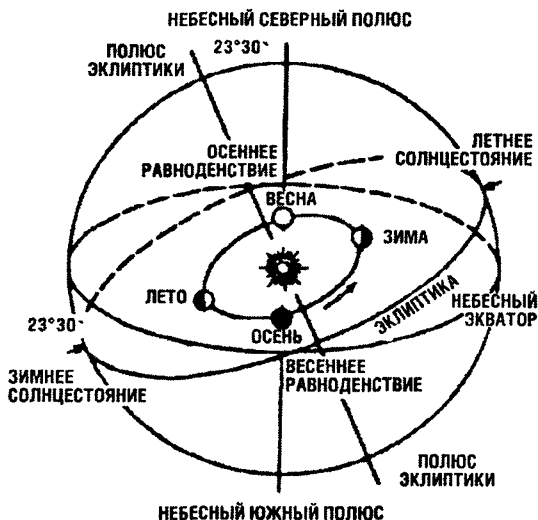 НЕБЕСНЫЙ СЕВЕРНЫЙ ПОЛЮС
ПОЛЮС
ЭКЛИПТИКИ
23°30`
ОСЕННЕЕ
РАВНОДЕНСТВИЕ
ЛЕТНЕЕ
СОЛНЦЕСТОЯНИЕ
ВЕСНА
ЗИМА
ЛЕТО
ОСЕНЬ
ЭКЛИПТИКА
НЕБЕСНЫЙ
ЭКВАТОР
23°30`
ЗИМНЕЕ
СОЛНЦЕСТОЯНИЕ
ВЕСЕННЕЕ
РАВНОДЕНСТВИЕ
ПОЛЮС
ЭКЛИПТИКИ
НЕБЕСНЫЙ ЮЖНЫЙ ПОЛЮС